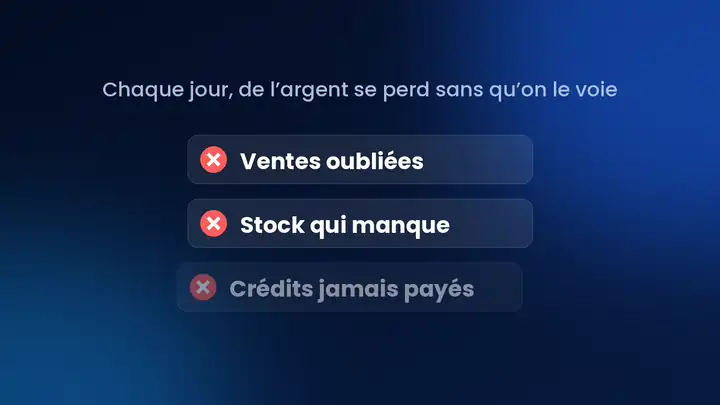 Chaque jour, de l’argent se perd sans qu’on le voie
Ventes oubliées
Stock qui manque
Crédits jamais payés